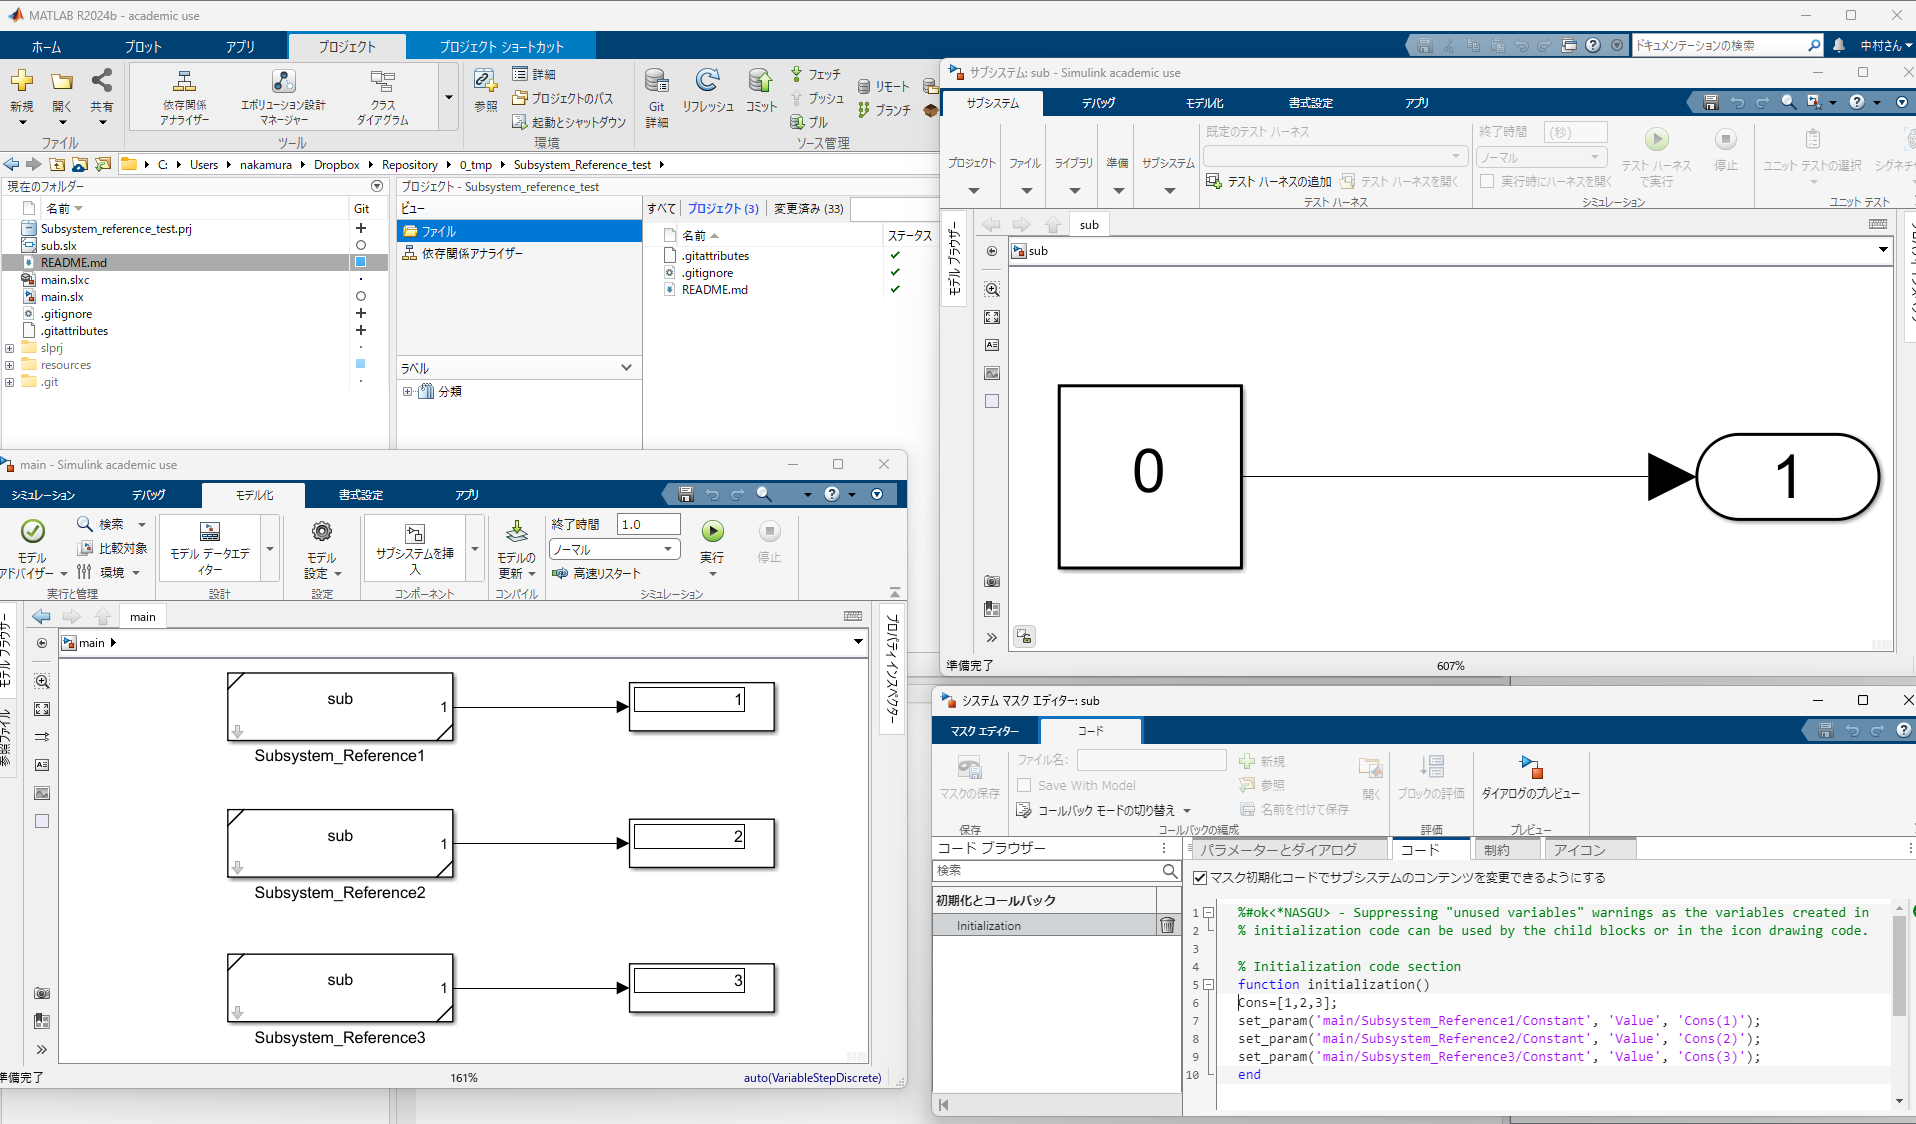 MATLAB R2024b - academic use
ホーム
プロット
アプリ
プロジェクト
プロジェクト ショートカット
ドキュメンテーションの検索
中村さん
新規
開く
共有
ファイル
依存関係
アナライザー
エボリューション設計
マネージャー
クラス
ダイアグラム
ツール
参照
詳細
プロジェクトのパス
起動とシャットダウン
環境
Git
詳細
リフレッシュ
コミット
フェッチ
プッシュ
プル
リモート
ブランチ
ソース管理
C: Users nakamura Dropbox Repository 0_tmp Subsystem_Reference_test
現在のフォルダー
名前
Git
Subsystem_reference_test.prj
sub.slx
README.md
main.slxc
main.slx
.gitignore
.gitattributes
slprj
resources
.git
プロジェクト - Subsystem_reference_test
ビュー
ファイル
依存関係アナライザー
ラベル
分類
すべて
プロジェクト (3)
変更済み (33)
名前
ステータス
.gitattributes
.gitignore
README.md
サブシステム: sub - Simulink academic use
サブシステム
デバッグ
モデル化
書式設定
アプリ
プロジェクト
ファイル
ライブラリ
準備
サブシステム
既定のテスト ハーネス
テスト ハーネスの追加
テスト ハーネスを開く
テスト ハーネス
終了時間
(秒)
ノーマル
実行時にハーネスを開く
テスト ハーネス
で実行
停止
シミュレーション
ユニット テストの選択
ユニット テスト
モデル ブラウザー
sub
sub
0
1
準備完了
607%
main - Simulink academic use
シミュレーション
デバッグ
モデル化
書式設定
アプリ
モデル
アドバイザー
検索
比較対象
環境
実行と管理
モデル データエデ
ィター
設計
モデル
設定
設定
サブシステムを挿
入
コンポーネント
モデルの
更新
コンパイル
終了時間
1.0
ノーマル
高速リスタート
実行
停止
シミュレーション
モデル ブラウザー
参照ファイル
プロパティ インスペクター
main
main
sub
1
1
Subsystem_Reference1
sub
1
2
Subsystem_Reference2
sub
1
3
Subsystem_Reference3
準備完了
161%
auto(VariableStepDiscrete)
システム マスク エディター: sub
マスク エディター
コード
マスクの保存
保存
ファイル名:
Save With Model
コールバック モードの切り替え
新規
参照
名前を付けて保存
開く
コールバックの編成
ブロックの評価
評価
ダイアログのプレビュー
プレビュー
コード ブラウザー
検索
初期化とコールバック
Initialization
パラメーターとダイアログ
コード
制約
アイコン
マスク初期化コードでサブシステムのコンテンツを変更できるようにする
1 %#ok<*NASGU> - Suppressing "unused variables" warnings as the variables created in
2 % initialization code can be used by the child blocks or in the icon drawing code.
3
4 % Initialization code section
5 function initialization()
6 Cons=[1,2,3];
7 set_param('main/Subsystem_Reference1/Constant', 'Value', 'Cons(1)');
8 set_param('main/Subsystem_Reference2/Constant', 'Value', 'Cons(2)');
9 set_param('main/Subsystem_Reference3/Constant', 'Value', 'Cons(3)');
10 end